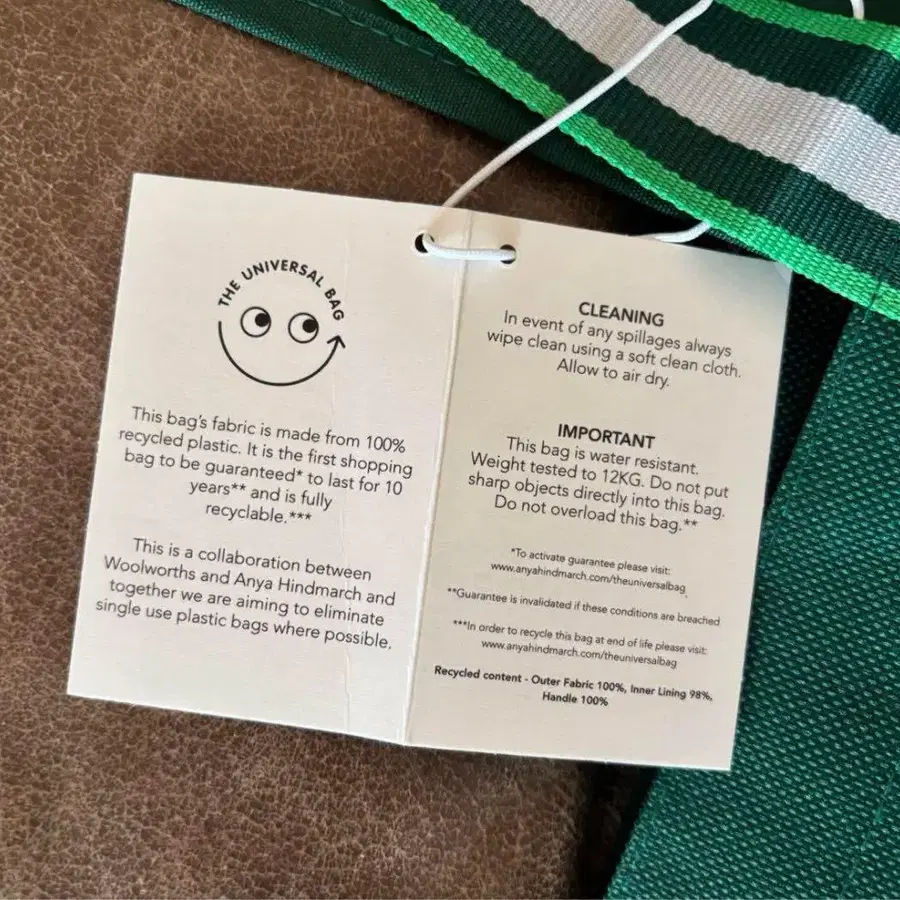 THE UNIVERSAL BAG
This bag's fabric is made from 100%
recycled plastic. It is the first shopping
bag to be guaranteed* to last for 10
years** and is fully
recyclable.***
This is a collaboration between
Woolworths and Anya Hindmarch and
together we are aiming to eliminate
single use plastic bags where possible.
CLEANING
In event of any spillages always
wipe clean using a soft clean cloth.
Allow to air dry.
IMPORTANT
This bag is water resistant.
Weight tested to 12KG. Do not put
sharp objects directly into this bag.
Do not overload this bag.**
*To activate guarantee please visit:
www.anyahindmarch.com/theuniversalbag
**Guarantee is invalidated if these conditions are breached
***In order to recycle this bag at end of life please visit:
www.anyahindmarch.com/theuniversalbag
Recycled content - Outer Fabric 100%, Inner Lining 98%,
Handle 100%